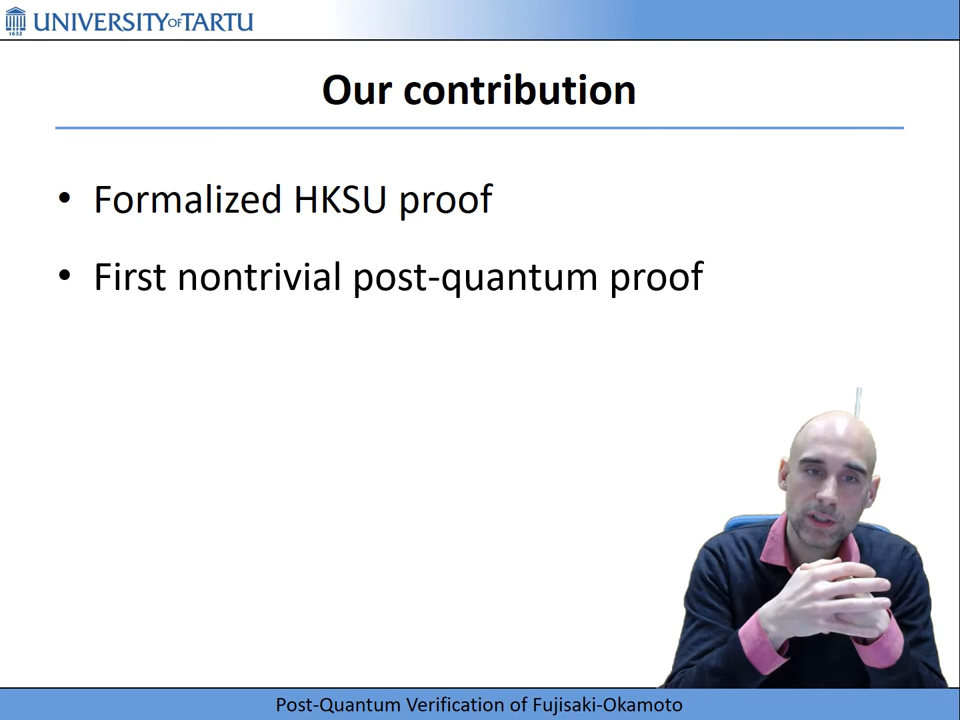 1632
UNIVERSITY OF TARTU
Our contribution
• Formalized HKSU proof
• First nontrivial post-quantum proof
Post-Quantum Verification of Fujisaki-Okamoto